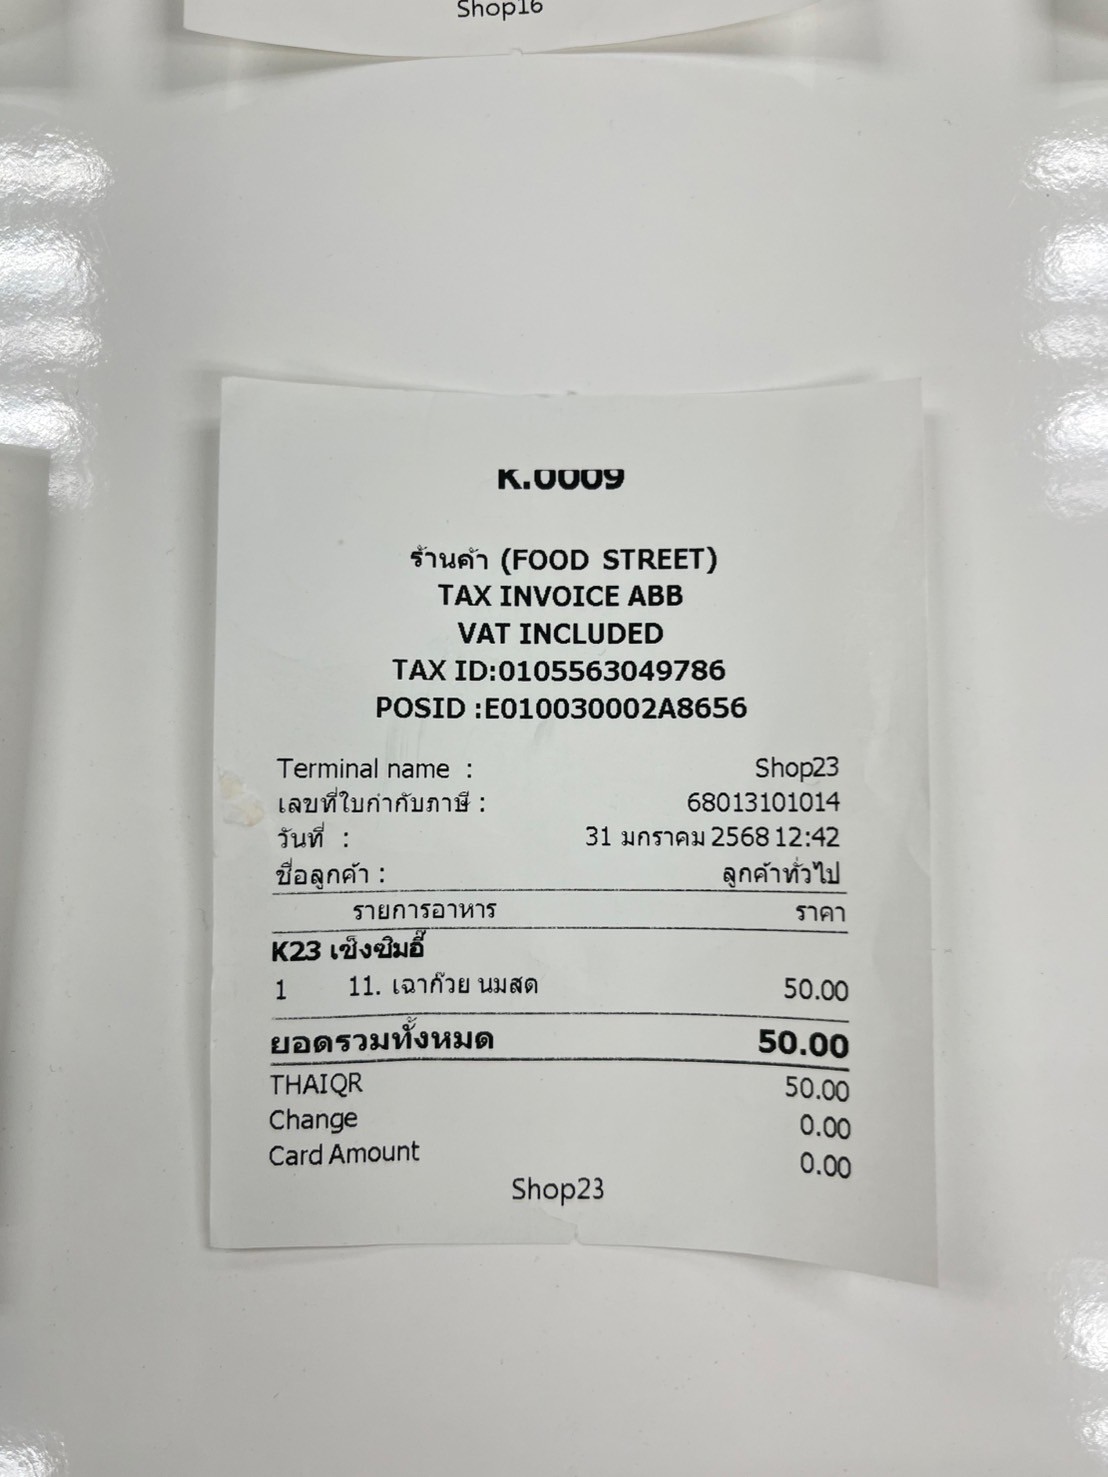 Shop16
K.0009
ร้านค้า (FOOD STREET)
TAX INVOICE ABB
VAT INCLUDED
TAX ID:0105563049786
POSID :E010030002A8656
Terminal name : Shop23
เลขที่ใบกำกับภาษี : 68013101014
วันที่ : 31 มกราคม 2568 12:42
ชื่อลูกค้า : ลูกค้าทั่วไป
รายการอาหาร ราคา
K23 เซ็งซิมอี๊
1 11. เฉาก๊วย นมสด 50.00
ยอดรวมทั้งหมด 50.00
THAIQR 50.00
Change 0.00
Card Amount 0.00
Shop23